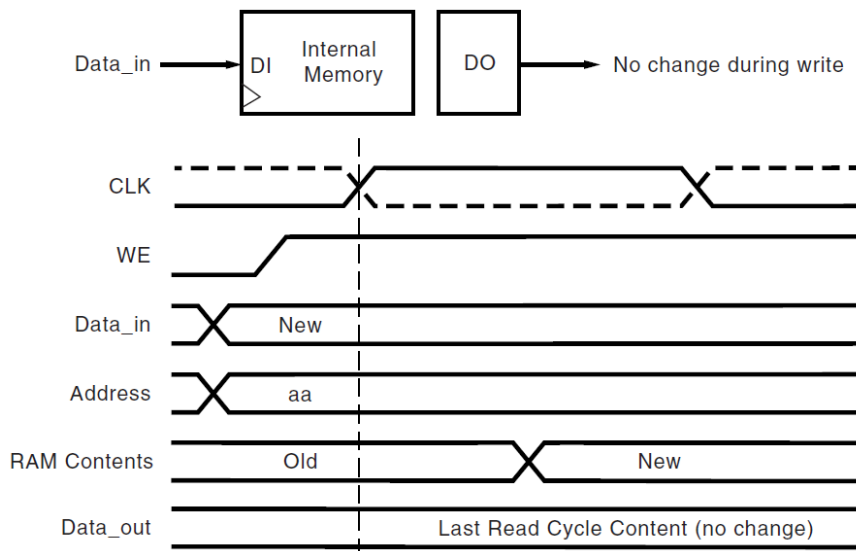 Data_in
DI
Internal
Memory
DO
No change during write
CLK
WE
Data_in
New
Address
aa
RAM Contents
Old
New
Data_out
Last Read Cycle Content (no change)